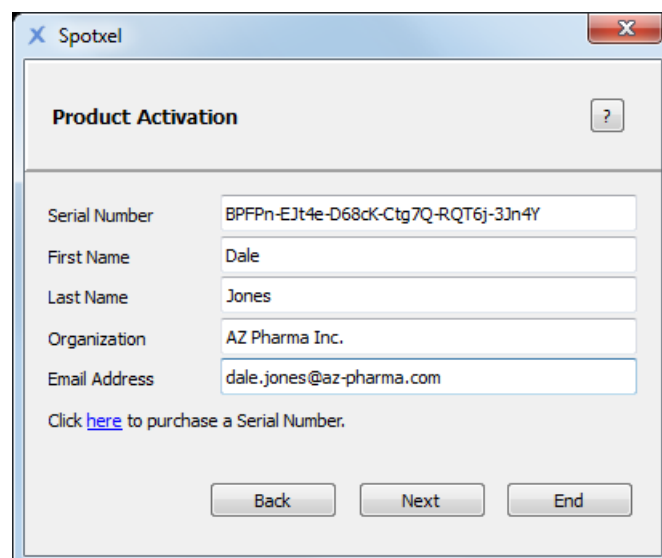 Spotxel
Product Activation
?
Serial Number BPFPn-EJt4e-D68cK-Ctg7Q-RQT6j-3Jn4Y
First Name Dale
Last Name Jones
Organization AZ Pharma Inc.
Email Address dale.jones@az-pharma.com
Click here to purchase a Serial Number.
Back Next End